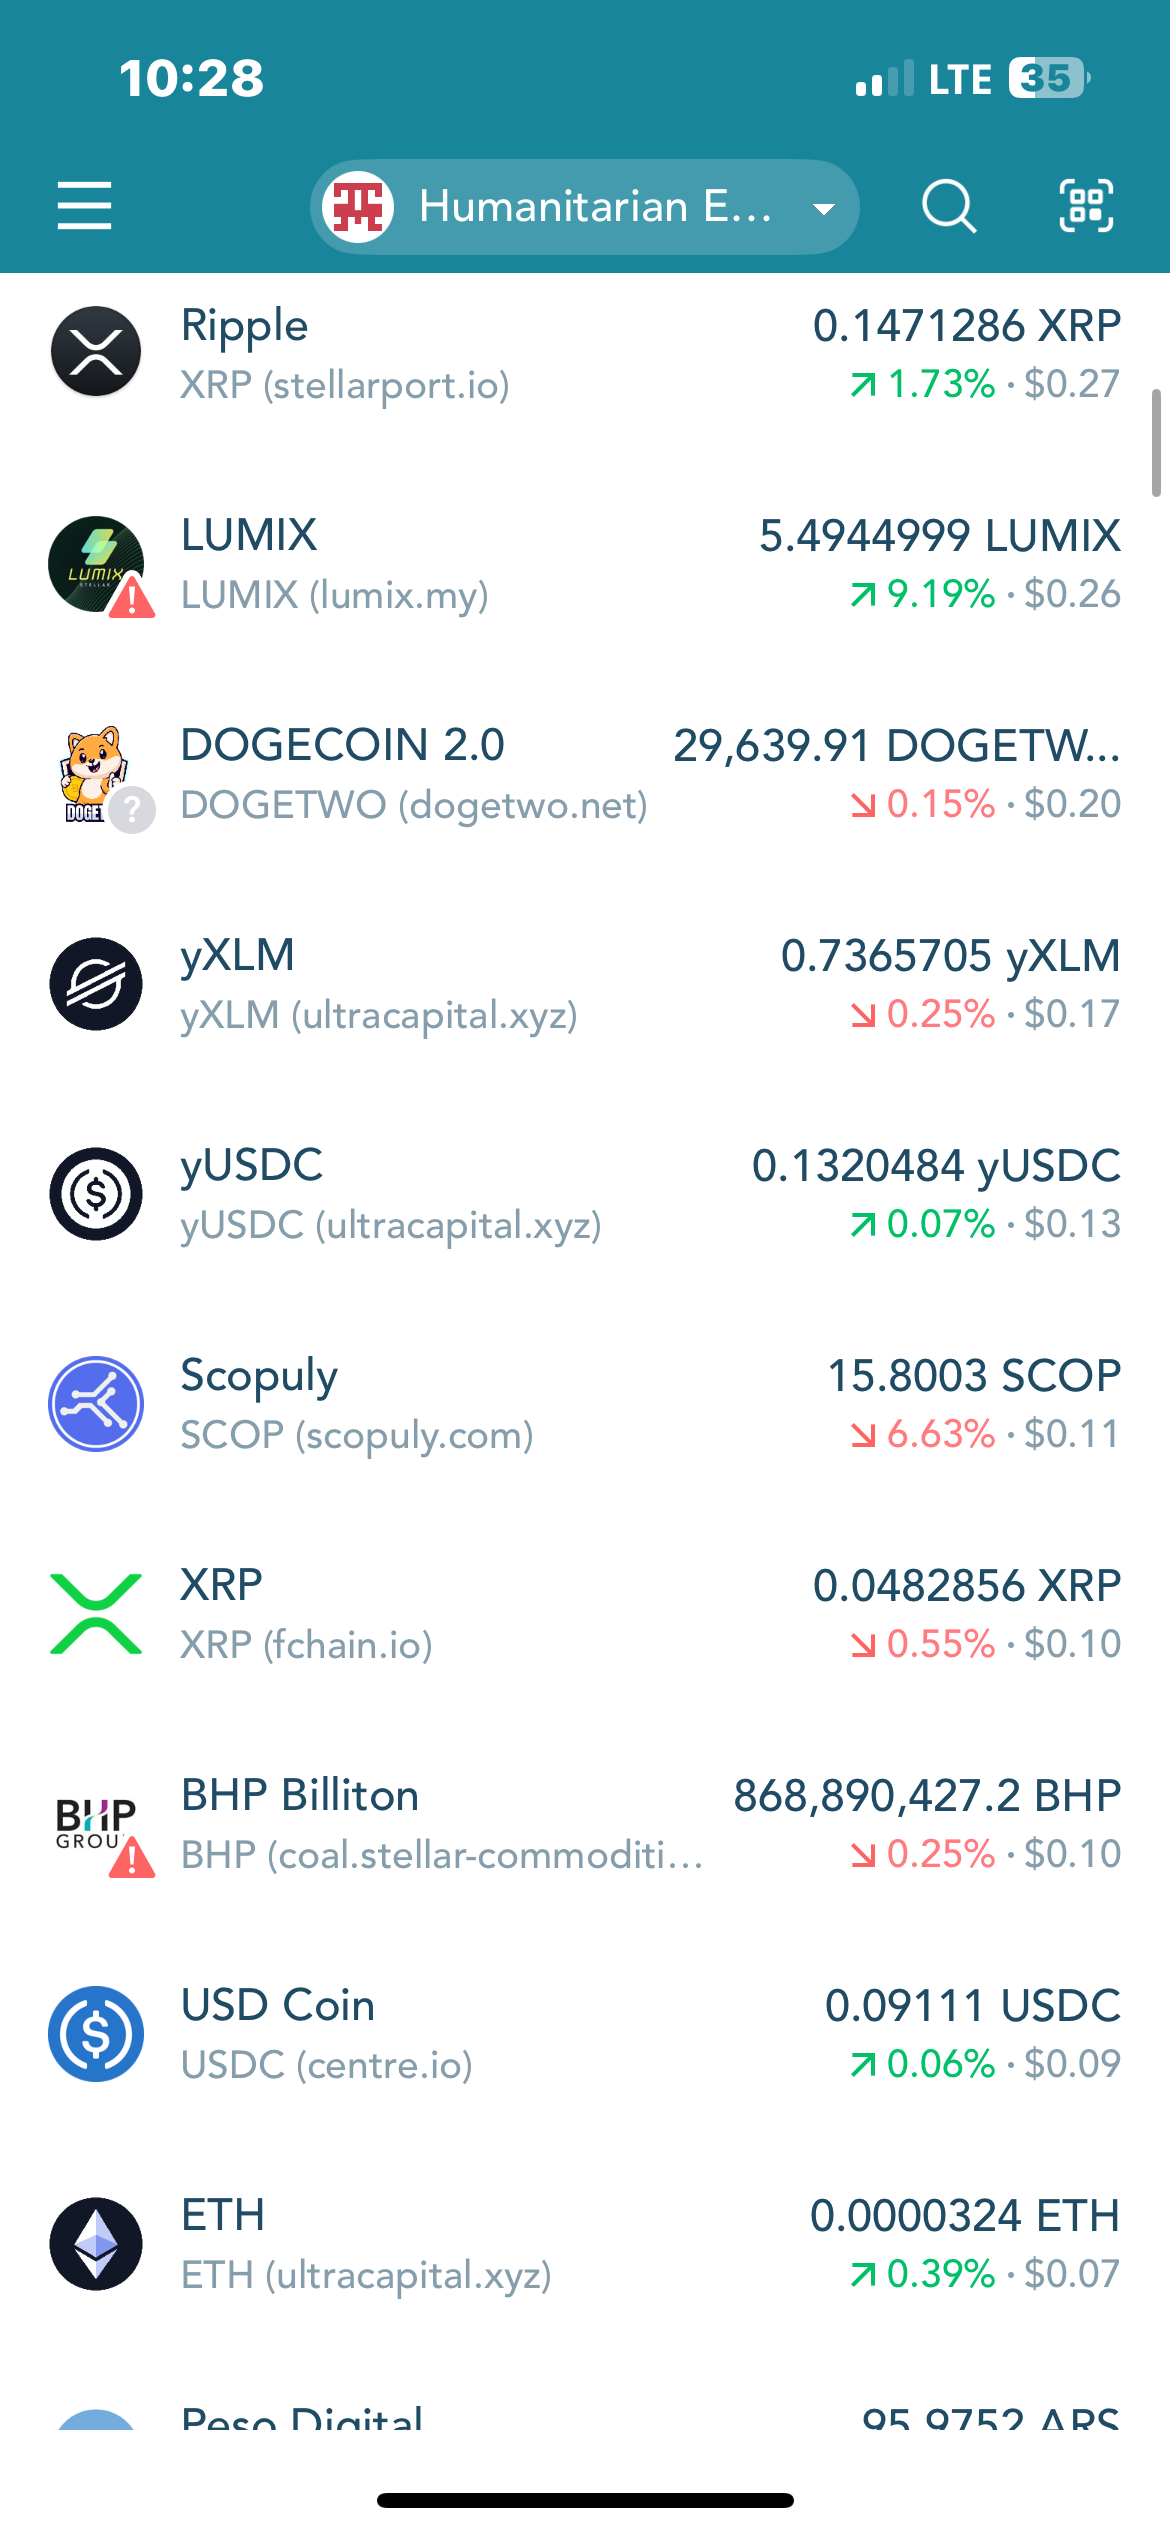 10:28
LTE 35
Humanitarian E...
Ripple
0.1471286 XRP
XRP (stellarport.io)
1.73% · $0.27
LUMIX
STELLAR
LUMIX
5.4944999 LUMIX
LUMIX (lumix.my)
9.19% · $0.26
DOGET
DOGECOIN 2.0
29,639.91 DOGETW...
DOGETWO (dogetwo.net)
0.15% · $0.20
yXLM
0.7365705 yXLM
yXLM (ultracapital.xyz)
0.25% · $0.17
yUSDC
0.1320484 yUSDC
yUSDC (ultracapital.xyz)
0.07% · $0.13
Scopuly
15.8003 SCOP
SCOP (scopuly.com)
6.63% · $0.11
XRP
0.0482856 XRP
XRP (fchain.io)
0.55% · $0.10
BHP
GROU
BHP Billiton
868,890,427.2 BHP
BHP (coal.stellar-commoditi...
0.25% · $0.10
USD Coin
0.09111 USDC
USDC (centre.io)
0.06% · $0.09
ETH
0.0000324 ETH
ETH (ultracapital.xyz)
0.39% · $0.07
Peso Digital
95.9752 ARS